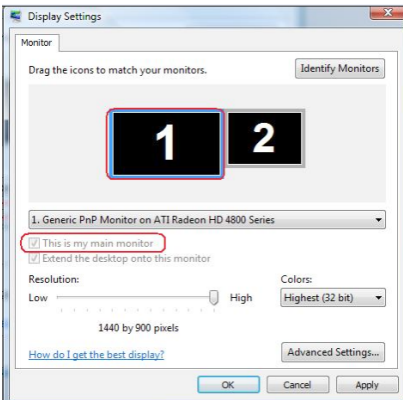 Display Settings
Monitor
Drag the icons to match your monitors.
Identify Monitors
1
2
1. Generic PnP Monitor on ATI Radeon HD 4800 Series
This is my main monitor
Extend the desktop onto this monitor
Resolution:
Colors:
Low
High
Highest (32 bit)
1440 by 900 pixels
How do I get the best display?
Advanced Settings...
OK
Cancel
Apply